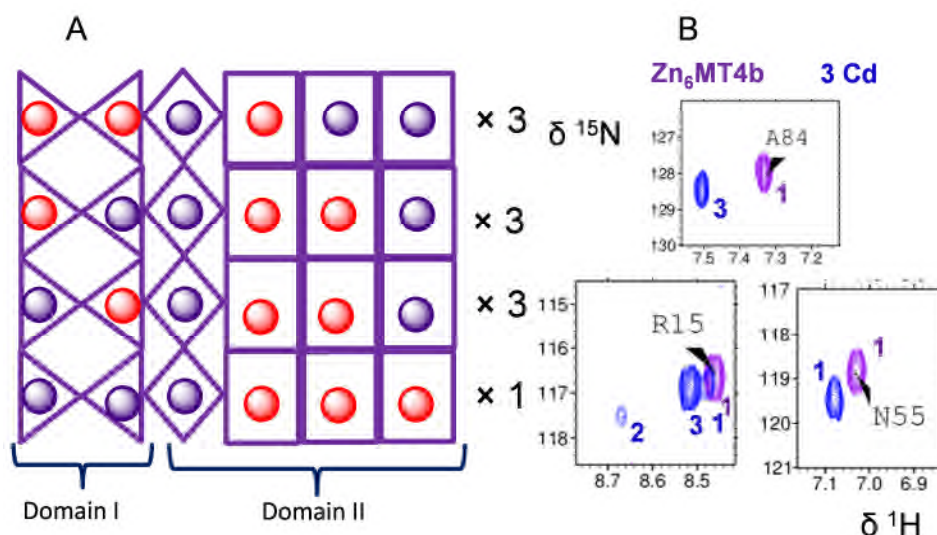 A
B
Zn₆MT4b 3 Cd
× 3
× 3
× 3
× 1
Domain I
Domain II
δ ¹⁵N
127
128
129
130
A84
3
1
7.5 7.4 7.3 7.2
115
116
117
118
R15
2
3
1
1
8.7 8.6 8.5
117
118
119
120
121
1
1
N55
7.1 7.0 6.9
δ ¹H